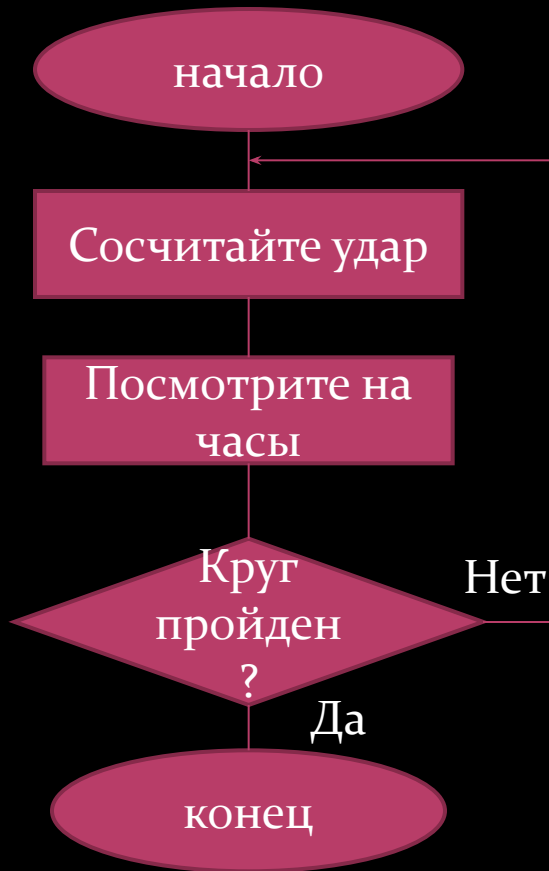 начало
Сосчитайте удар
Посмотрите на
часы
Круг
пройден
?
Нет
Да
конец